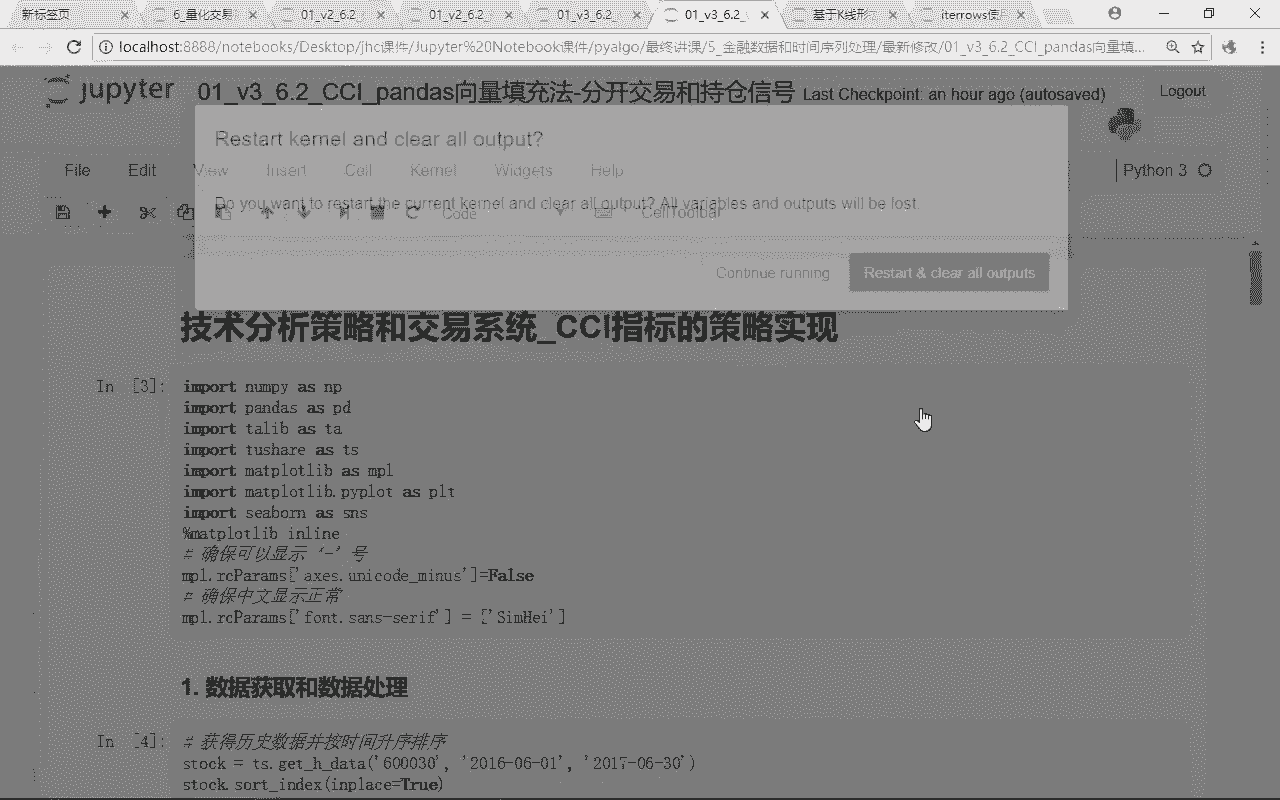 新标签页
6_量化交易
01_v2_6.2
01_v2_6.2
01_v3_6.2
01_v3_6.2_
基于K线形
iterrows使
localhost:8888/notebooks/Desktop/jhc课件/Jupyter%20Notebook课件/pyalgo/最终讲课/5_金融数据和时间序列处理/最新修改/01_v3_6.2_CCI_pandas向量填...
jupyter 01_v3_6.2_CCI_pandas向量填充法-分开交易和持仓信号 Last Checkpoint: an hour ago (autosaved)
Logout
Restart kernel and clear all output?
File Edit View Insert Cell Kernel Widgets Help
Python 3
Do you want to restart the current kernel and clear all output? All variables and outputs will be lost.
Code CellToolbar
Continue running
Restart & clear all outputs
技术分析策略和交易系统_CCI指标的策略实现
In [3]: import numpy as np
import pandas as pd
import talib as ta
import tushare as ts
import matplotlib as mpl
import matplotlib.pyplot as plt
import seaborn as sns
%matplotlib inline
# 确保可以显示‘-’号
mpl.rcParams['axes.unicode_minus']=False
# 确保中文显示正常
mpl.rcParams['font.sans-serif'] = ['SimHei']
1. 数据获取和数据处理
In [4]: # 获得历史数据并按时间升序排序
stock = ts.get_h_data('600030', '2016-06-01', '2017-06-30')
stock.sort_index(inplace=True)